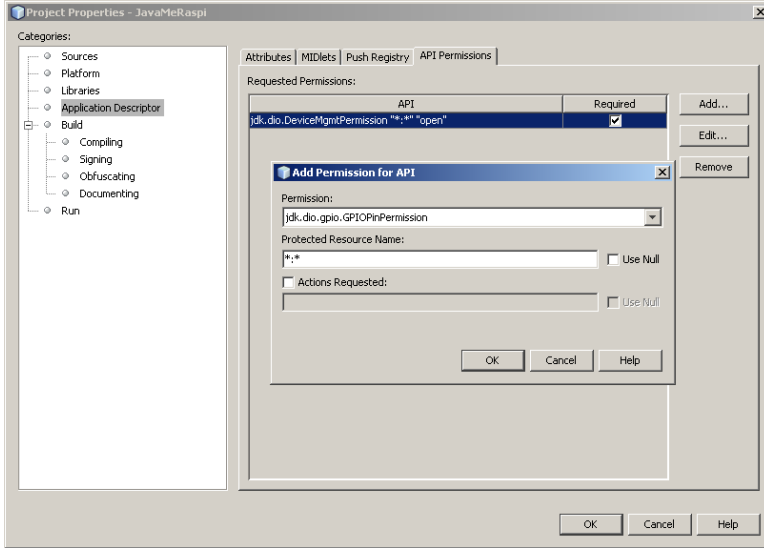 Project Properties - JavaMeRaspi
Categories:
Sources
Platform
Libraries
Application Descriptor
Build
Compiling
Signing
Obfuscating
Documenting
Run
Attributes MIDlets Push Registry API Permissions
Requested Permissions:
API Required
jdk.dio.DeviceMgmtPermission "*:*" "open"
Add...
Edit...
Remove
Add Permission for API
Permission:
jdk.dio.gpio.GPIOPinPermission
Protected Resource Name:
*:*
Use Null
Actions Requested:
Use Null
OK Cancel Help
OK Cancel Help